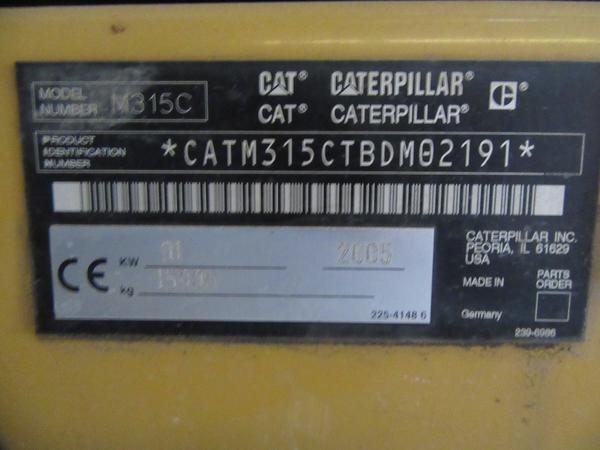 MODEL NUMBER M315C
CAT® CATERPILLAR®
CAT® CATERPILLAR®
PRODUCT IDENTIFICATION NUMBER *CATM315CTBDM02191*
CE KW 2005
kg
225-4148 6
CATERPILLAR INC.
PEORIA, IL 61629
USA
MADE IN PARTS ORDER
Germany
239-6986